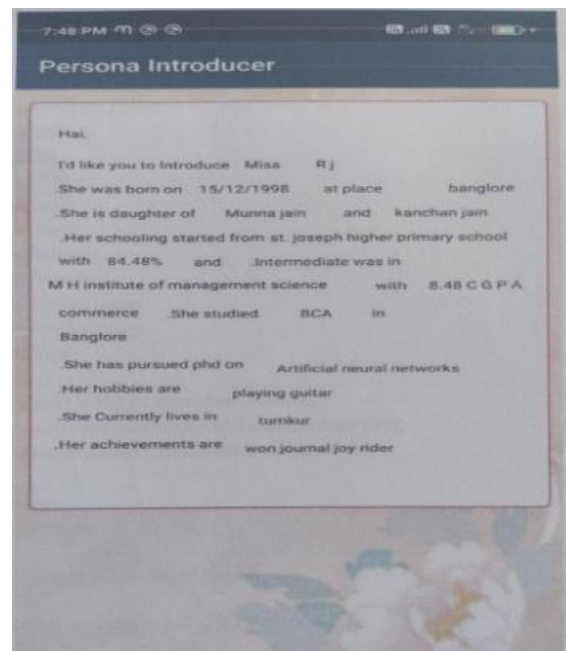 7:48 PM
Persona Introducer
Hai,
I'd like you to Introduce Miss R j
.She was born on 15/12/1998 at place banglore
.She is daughter of Munna jain and kanchan jain
.Her schooling started from st. joseph higher primary school
with 84.48% and .Intermediate was in
M H institute of management science with 8.48 C G P A
commerce .She studied BCA in
Banglore
.She has pursued phd on Artificial neural networks
.Her hobbies are playing guitar
.She Currently lives in tumkur
.Her achievements are won journal joy rider